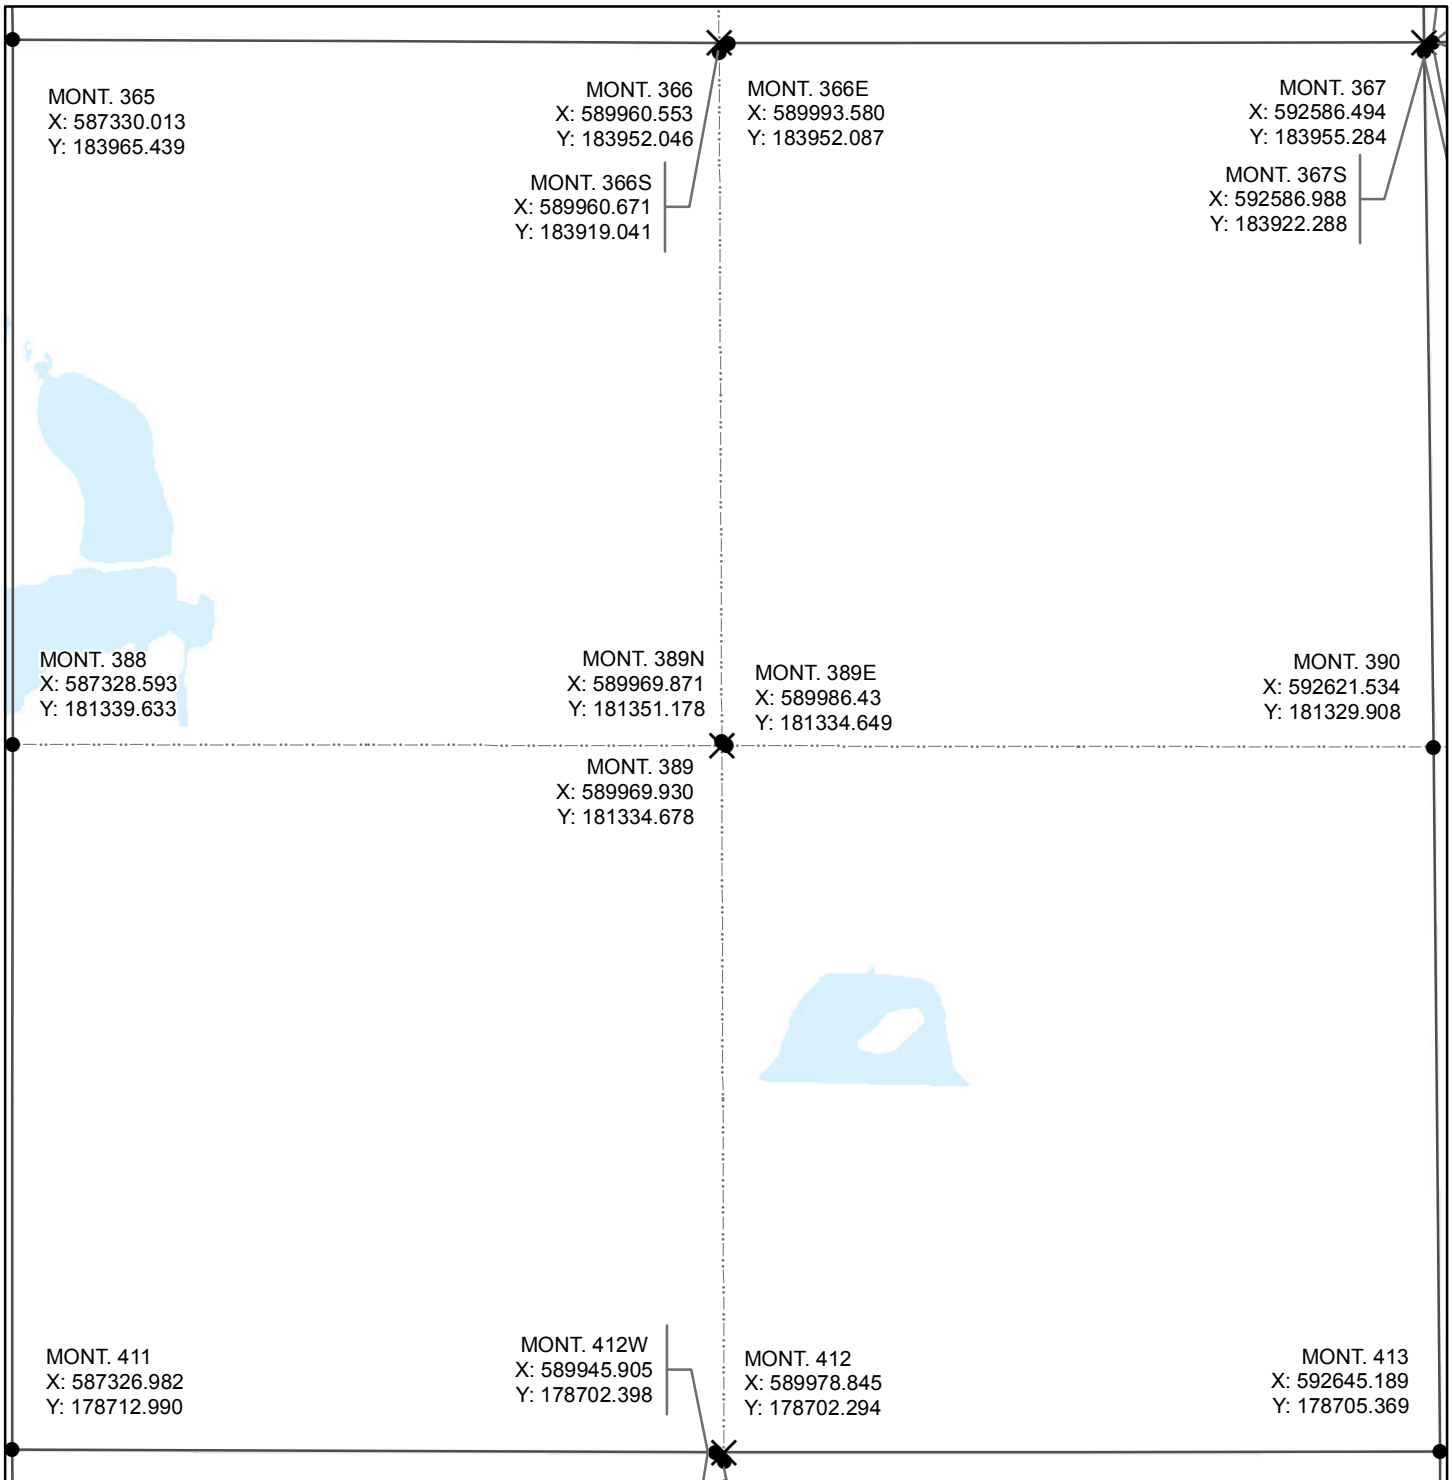 MONT. 365
X: 587330.013
Y: 183965.439
MONT. 366
X: 589960.553
Y: 183952.046
MONT. 366E
X: 589993.580
Y: 183952.087
MONT. 367
X: 592586.494
Y: 183955.284
MONT. 366S
X: 589960.671
Y: 183919.041
MONT. 367S
X: 592586.988
Y: 183922.288
MONT. 388
X: 587328.593
Y: 181339.633
MONT. 389N
X: 589969.871
Y: 181351.178
MONT. 389E
X: 589986.43
Y: 181334.649
MONT. 390
X: 592621.534
Y: 181329.908
MONT. 389
X: 589969.930
Y: 181334.678
MONT. 411
X: 587326.982
Y: 178712.990
MONT. 412W
X: 589945.905
Y: 178702.398
MONT. 412
X: 589978.845
Y: 178702.294
MONT. 413
X: 592645.189
Y: 178705.369